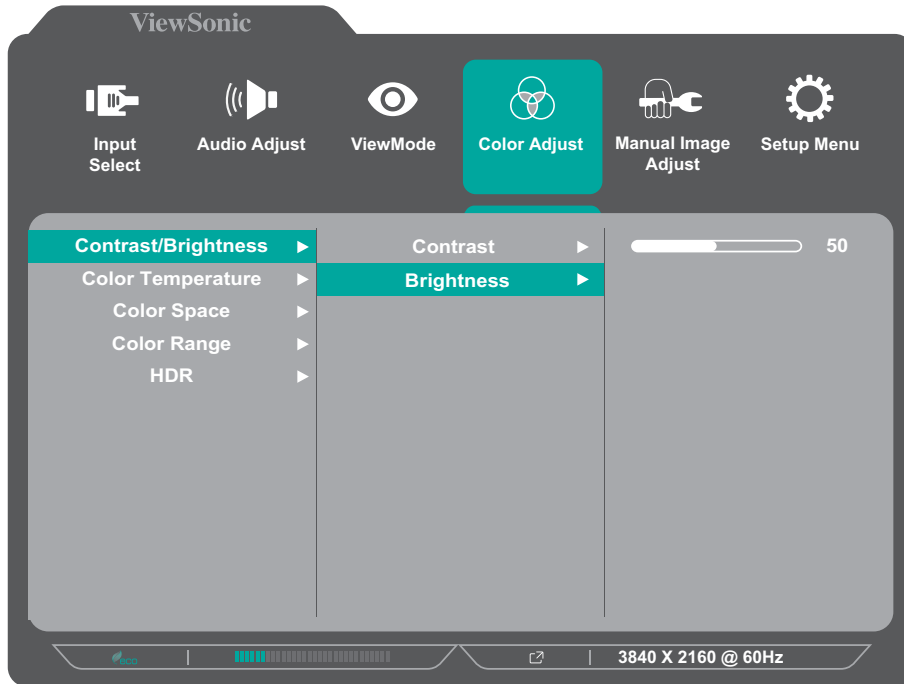 ViewSonic
Input
Select
Audio Adjust
ViewMode
Color Adjust
Manual Image
Adjust
Setup Menu
Contrast/Brightness
Contrast
50
Color Temperature
Brightness
Color Space
Color Range
HDR
eco
3840 X 2160 @ 60Hz